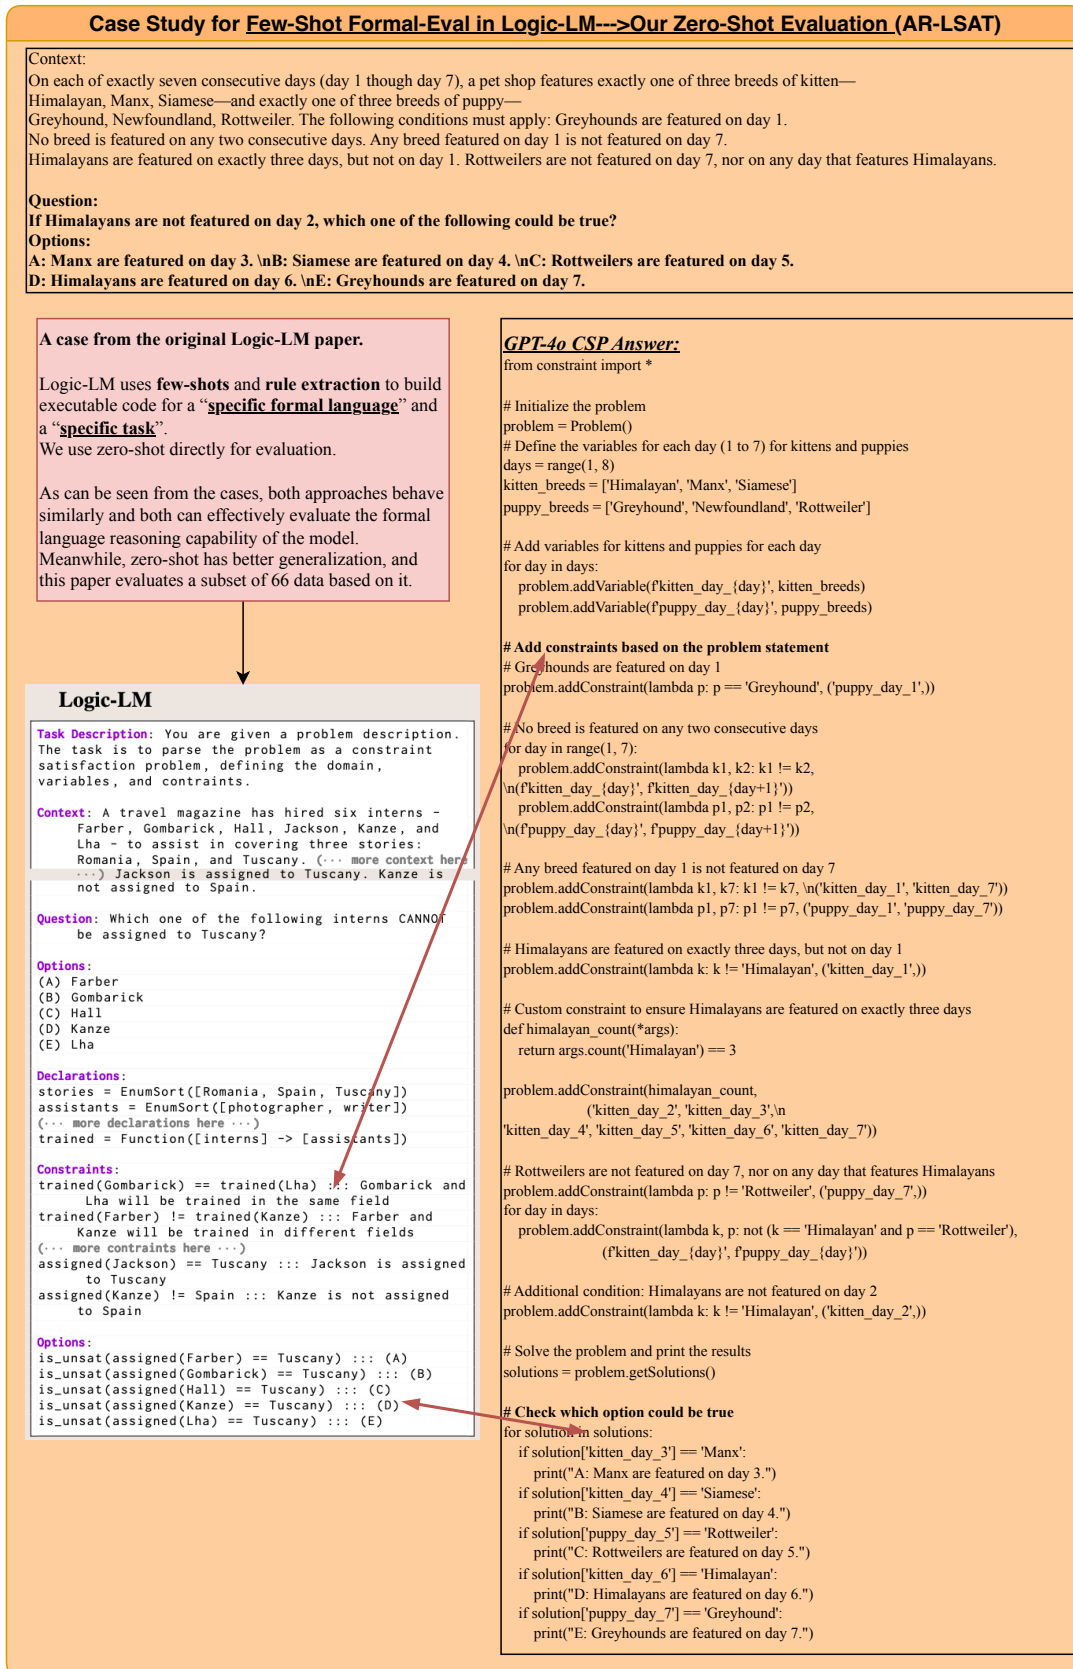 Case Study for Few-Shot Formal-Eval in Logic-LM--->Our Zero-Shot Evaluation (AR-LSAT)
Context:
On each of exactly seven consecutive days (day 1 though day 7), a pet shop features exactly one of three breeds of kitten—
Himalayan, Manx, Siamese—and exactly one of three breeds of puppy—
Greyhound, Newfoundland, Rottweiler. The following conditions must apply: Greyhounds are featured on day 1.
No breed is featured on any two consecutive days. Any breed featured on day 1 is not featured on day 7.
Himalayans are featured on exactly three days, but not on day 1. Rottweilers are not featured on day 7, nor on any day that features Himalayans.
Question:
If Himalayans are not featured on day 2, which one of the following could be true?
Options:
A: Manx are featured on day 3. \nB: Siamese are featured on day 4. \nC: Rottweilers are featured on day 5.
D: Himalayans are featured on day 6. \nE: Greyhounds are featured on day 7.
A case from the original Logic-LM paper.
Logic-LM uses few-shots and rule extraction to build
executable code for a “specific formal language” and
a “specific task”.
We use zero-shot directly for evaluation.
As can be seen from the cases, both approaches behave
similarly and both can effectively evaluate the formal
language reasoning capability of the model.
Meanwhile, zero-shot has better generalization, and
this paper evaluates a subset of 66 data based on it.
Logic-LM
Task Description: You are given a problem description.
The task is to parse the problem as a constraint
satisfaction problem, defining the domain,
variables, and contraints.
Context: A travel magazine has hired six interns –
Farber, Gombarick, Hall, Jackson, Kanze, and
Lha – to assist in covering three stories:
Romania, Spain, and Tuscany. (··· more context here
···) Jackson is assigned to Tuscany. Kanze is
not assigned to Spain.
Question: Which one of the following interns CANNOT
be assigned to Tuscany?
Options:
(A) Farber
(B) Gombarick
(C) Hall
(D) Kanze
(E) Lha
Declarations:
stories = EnumSort([Romania, Spain, Tuscany])
assistants = EnumSort([photographer, writer])
(··· more declarations here ···)
trained = Function([interns] -> [assistants])
Constraints:
trained(Gombarick) == trained(Lha) ::: Gombarick and
Lha will be trained in the same field
trained(Farber) != trained(Kanze) ::: Farber and
Kanze will be trained in different fields
(··· more contraints here ···)
assigned(Jackson) == Tuscany ::: Jackson is assigned
to Tuscany
assigned(Kanze) != Spain ::: Kanze is not assigned
to Spain
Options:
is_unsat(assigned(Farber) == Tuscany) ::: (A)
is_unsat(assigned(Gombarick) == Tuscany) ::: (B)
is_unsat(assigned(Hall) == Tuscany) ::: (C)
is_unsat(assigned(Kanze) == Tuscany) ::: (D)
is_unsat(assigned(Lha) == Tuscany) ::: (E)
GPT-4o CSP Answer:
from constraint import *
# Initialize the problem
problem = Problem()
# Define the variables for each day (1 to 7) for kittens and puppies
days = range(1, 8)
kitten_breeds = ['Himalayan', 'Manx', 'Siamese']
puppy_breeds = ['Greyhound', 'Newfoundland', 'Rottweiler']
# Add variables for kittens and puppies for each day
for day in days:
problem.addVariable(f'kitten_day_{day}', kitten_breeds)
problem.addVariable(f'puppy_day_{day}', puppy_breeds)
# Add constraints based on the problem statement
# Greyhounds are featured on day 1
problem.addConstraint(lambda p: p == 'Greyhound', ('puppy_day_1',))
# No breed is featured on any two consecutive days
for day in range(1, 7):
problem.addConstraint(lambda k1, k2: k1 != k2,
\n(f'kitten_day_{day}', f'kitten_day_{day+1}'))
problem.addConstraint(lambda p1, p2: p1 != p2,
\n(f'puppy_day_{day}', f'puppy_day_{day+1}'))
# Any breed featured on day 1 is not featured on day 7
problem.addConstraint(lambda k1, k7: k1 != k7, \n('kitten_day_1', 'kitten_day_7'))
problem.addConstraint(lambda p1, p7: p1 != p7, ('puppy_day_1', 'puppy_day_7'))
# Himalayans are featured on exactly three days, but not on day 1
problem.addConstraint(lambda k: k != 'Himalayan', ('kitten_day_1',))
# Custom constraint to ensure Himalayans are featured on exactly three days
def himalayan_count(*args):
return args.count('Himalayan') == 3
problem.addConstraint(himalayan_count,
('kitten_day_2', 'kitten_day_3',\n
'kitten_day_4', 'kitten_day_5', 'kitten_day_6', 'kitten_day_7'))
# Rottweilers are not featured on day 7, nor on any day that features Himalayans
problem.addConstraint(lambda p: p != 'Rottweiler', ('puppy_day_7',))
for day in days:
problem.addConstraint(lambda k, p: not (k == 'Himalayan' and p == 'Rottweiler'),
(f'kitten_day_{day}', f'puppy_day_{day}'))
# Additional condition: Himalayans are not featured on day 2
problem.addConstraint(lambda k: k != 'Himalayan', ('kitten_day_2',))
# Solve the problem and print the results
solutions = problem.getSolutions()
# Check which option could be true
for solution in solutions:
if solution['kitten_day_3'] == 'Manx':
print("A: Manx are featured on day 3.")
if solution['kitten_day_4'] == 'Siamese':
print("B: Siamese are featured on day 4.")
if solution['puppy_day_5'] == 'Rottweiler':
print("C: Rottweilers are featured on day 5.")
if solution['kitten_day_6'] == 'Himalayan':
print("D: Himalayans are featured on day 6.")
if solution['puppy_day_7'] == 'Greyhound':
print("E: Greyhounds are featured on day 7.")